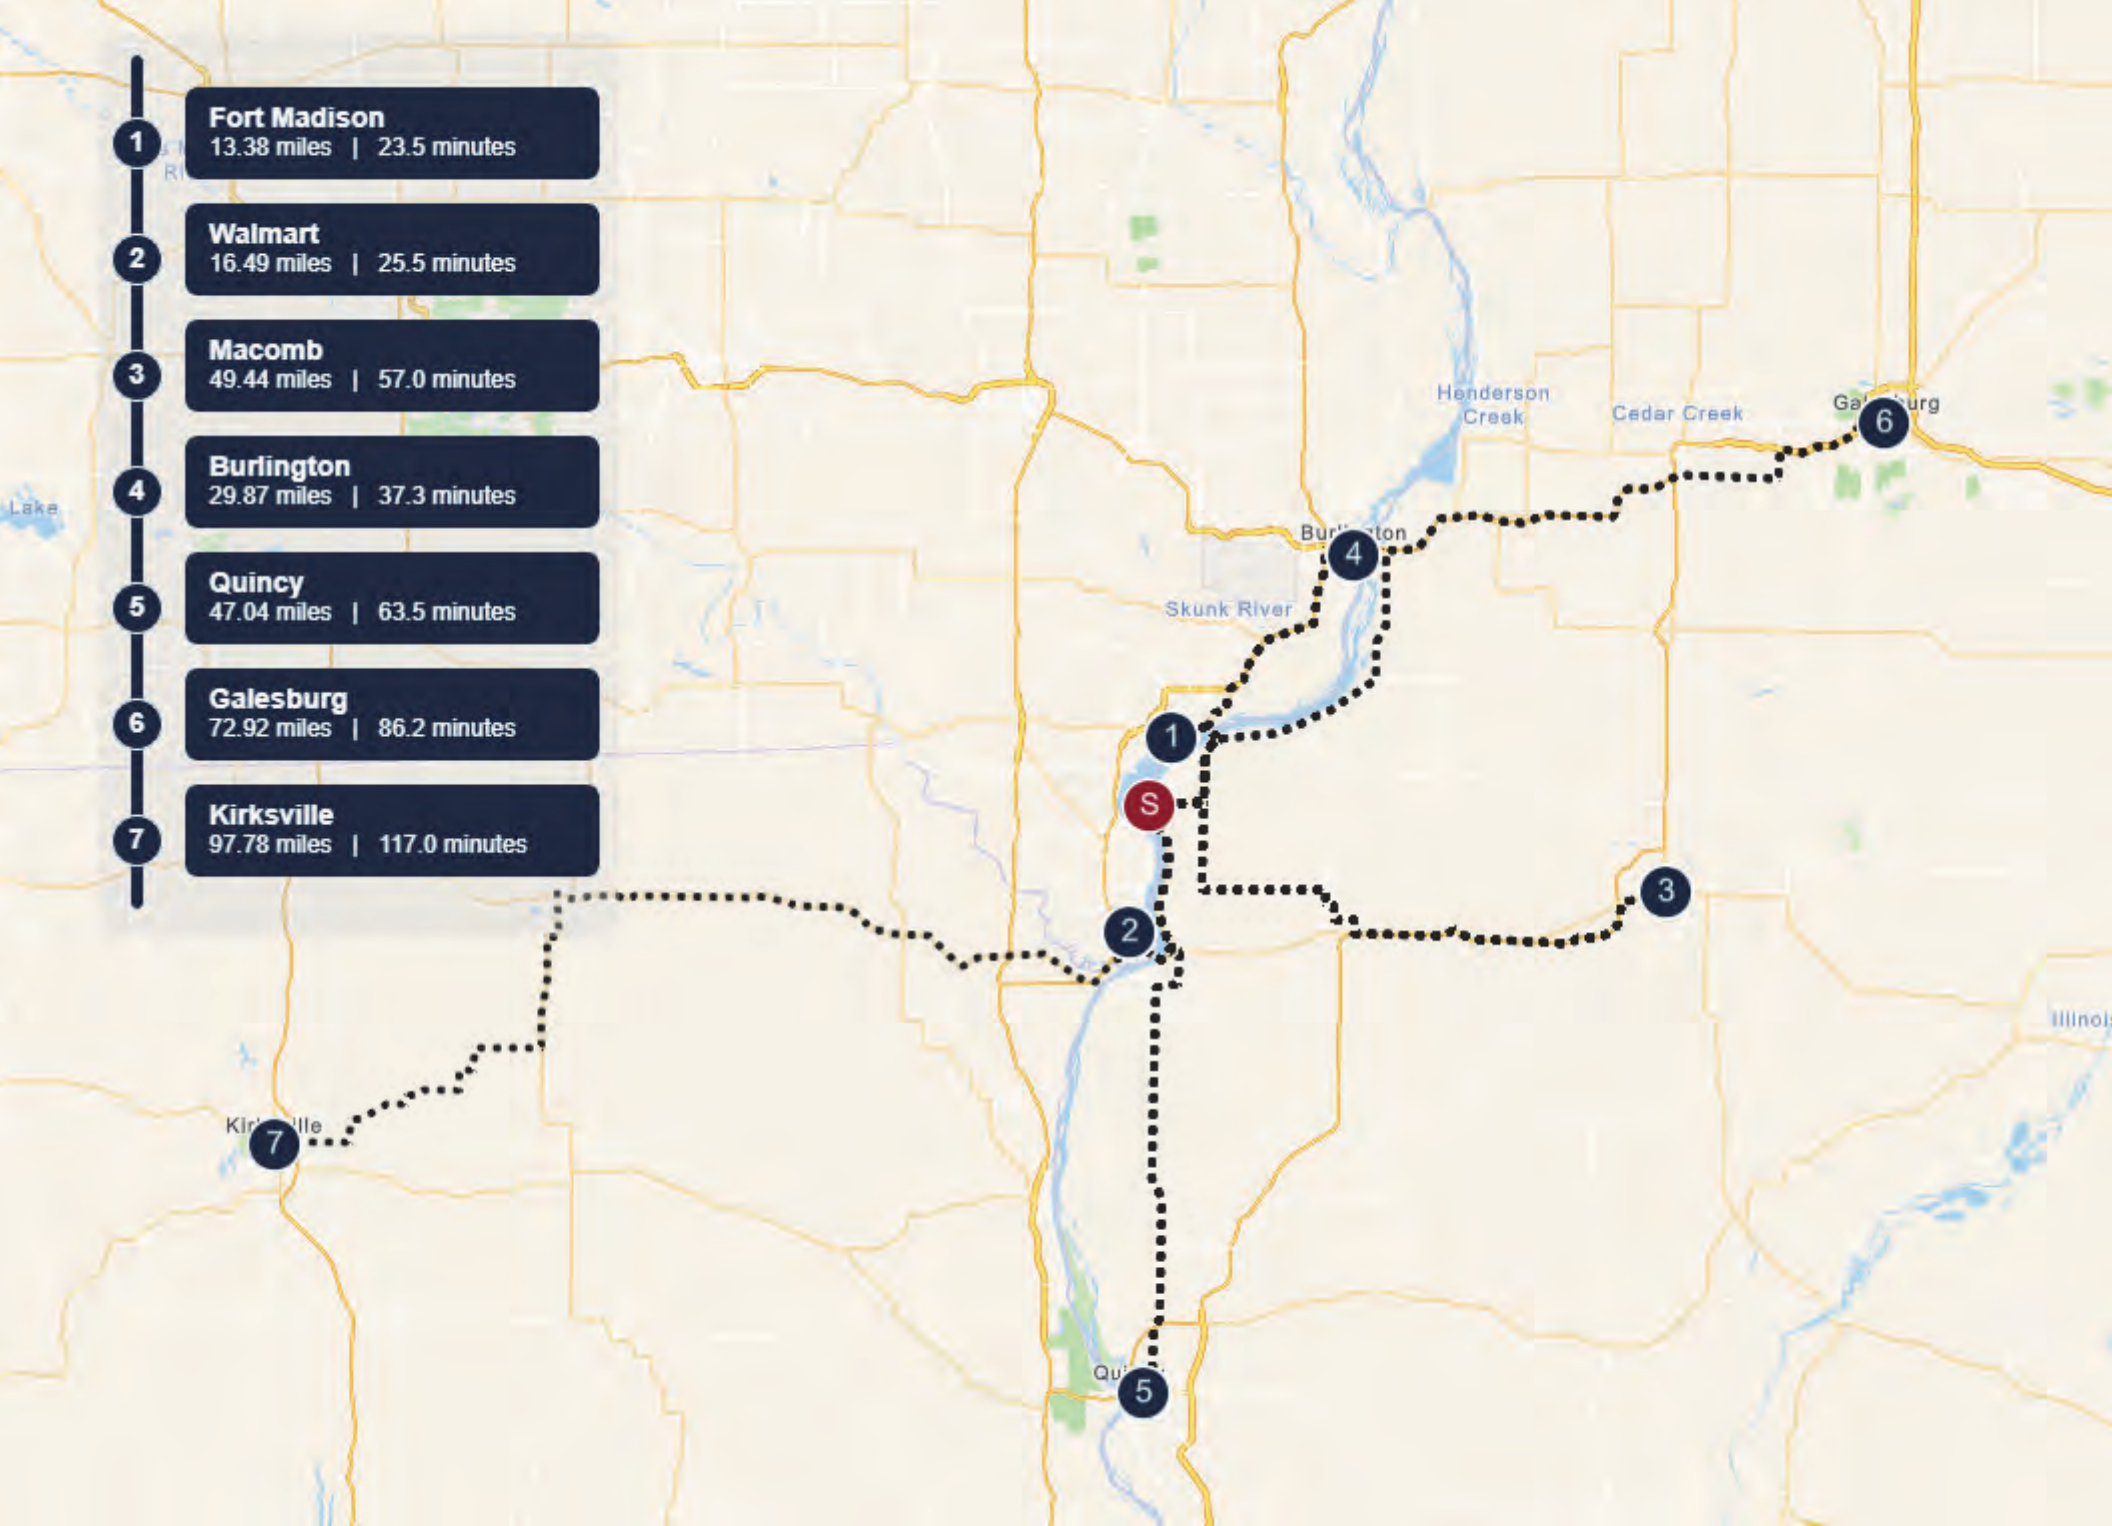 1
Fort Madison
13.38 miles | 23.5 minutes
2
Walmart
16.49 miles | 25.5 minutes
3
Macomb
49.44 miles | 57.0 minutes
4
Burlington
29.87 miles | 37.3 minutes
5
Quincy
47.04 miles | 63.5 minutes
6
Galesburg
72.92 miles | 86.2 minutes
7
Kirksville
97.78 miles | 117.0 minutes
Lake
Henderson
Creek
Cedar Creek
6
4
Skunk River
1
S
2
3
7
5